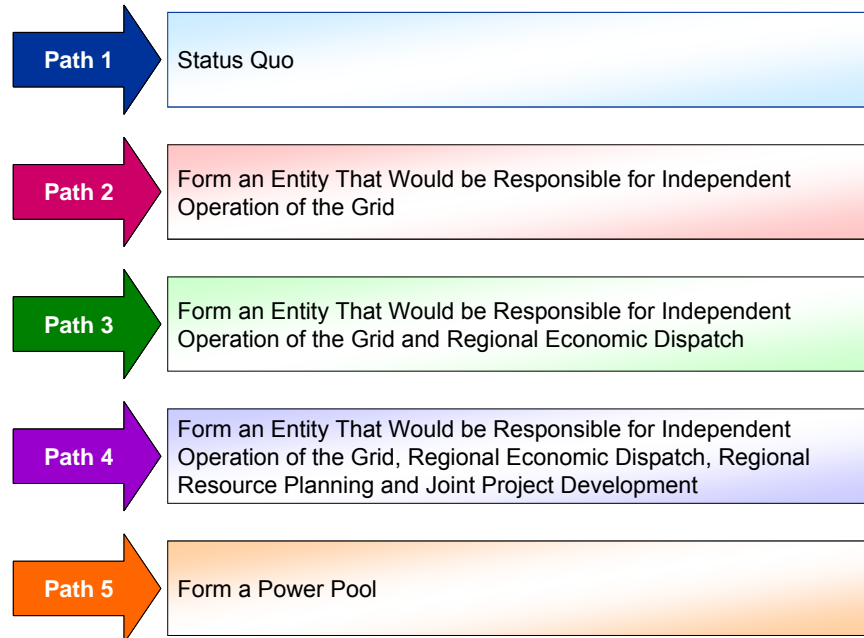 Path 1
Status Quo
Path 2
Form an Entity That Would be Responsible for Independent
Operation of the Grid
Path 3
Form an Entity That Would be Responsible for Independent
Operation of the Grid and Regional Economic Dispatch
Path 4
Form an Entity That Would be Responsible for Independent
Operation of the Grid, Regional Economic Dispatch, Regional
Resource Planning and Joint Project Development
Path 5
Form a Power Pool